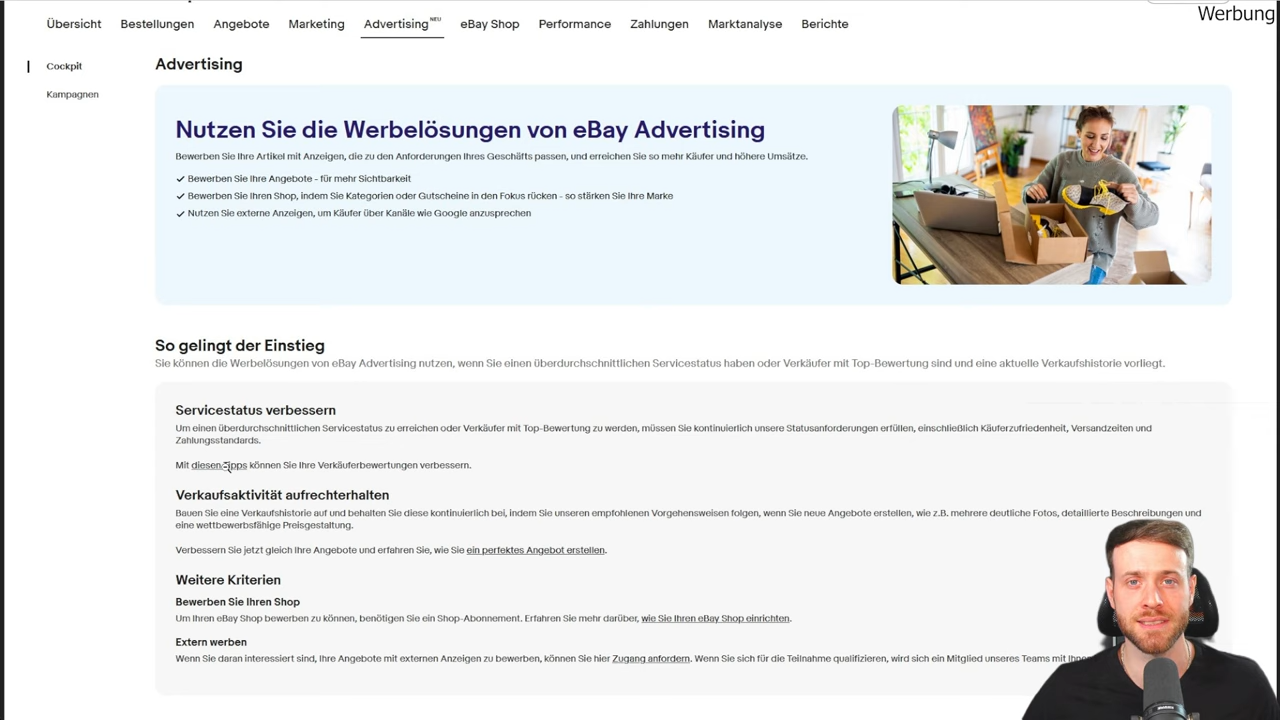 Werbung
Übersicht Bestellungen Angebote Marketing Advertising NEU eBay Shop Performance Zahlungen Marktanalyse Berichte
Cockpit
Kampagnen
Advertising
Nutzen Sie die Werbelösungen von eBay Advertising
Bewerben Sie Ihre Artikel mit Anzeigen, die zu den Anforderungen Ihres Geschäfts passen, und erreichen Sie so mehr Käufer und höhere Umsätze.
Bewerben Sie Ihre Angebote - für mehr Sichtbarkeit
Bewerben Sie Ihren Shop, indem Sie Kategorien oder Gutscheine in den Fokus rücken - so stärken Sie Ihre Marke
Nutzen Sie externe Anzeigen, um Käufer über Kanäle wie Google anzusprechen
So gelingt der Einstieg
Sie können die Werbelösungen von eBay Advertising nutzen, wenn Sie einen überdurchschnittlichen Servicestatus haben oder Verkäufer mit Top-Bewertung sind und eine aktuelle Verkaufshistorie vorliegt.
Servicestatus verbessern
Um einen überdurchschnittlichen Servicestatus zu erreichen oder Verkäufer mit Top-Bewertung zu werden, müssen Sie kontinuierlich unsere Statusanforderungen erfüllen, einschließlich Käuferzufriedenheit, Versandzeiten und
Zahlungsstandards.
Mit diesen Tipps können Sie Ihre Verkäuferbewertungen verbessern.
Verkaufsaktivität aufrechterhalten
Bauen Sie eine Verkaufshistorie auf und behalten Sie diese kontinuierlich bei, indem Sie unseren empfohlenen Vorgehensweisen folgen, wenn Sie neue Angebote erstellen, wie z.B. mehrere deutliche Fotos, detaillierte Beschreibungen und
eine wettbewerbsfähige Preisgestaltung.
Verbessern Sie jetzt gleich Ihre Angebote und erfahren Sie, wie Sie ein perfektes Angebot erstellen.
Weitere Kriterien
Bewerben Sie Ihren Shop
Um Ihren eBay Shop bewerben zu können, benötigen Sie ein Shop-Abonnement. Erfahren Sie mehr darüber, wie Sie Ihren eBay Shop einrichten.
Extern werben
Wenn Sie daran interessiert sind, Ihre Angebote mit externen Anzeigen zu bewerben, können Sie hier Zugang anfordern. Wenn Sie sich für die Teilnahme qualifizieren, wird sich ein Mitglied unseres Teams mit